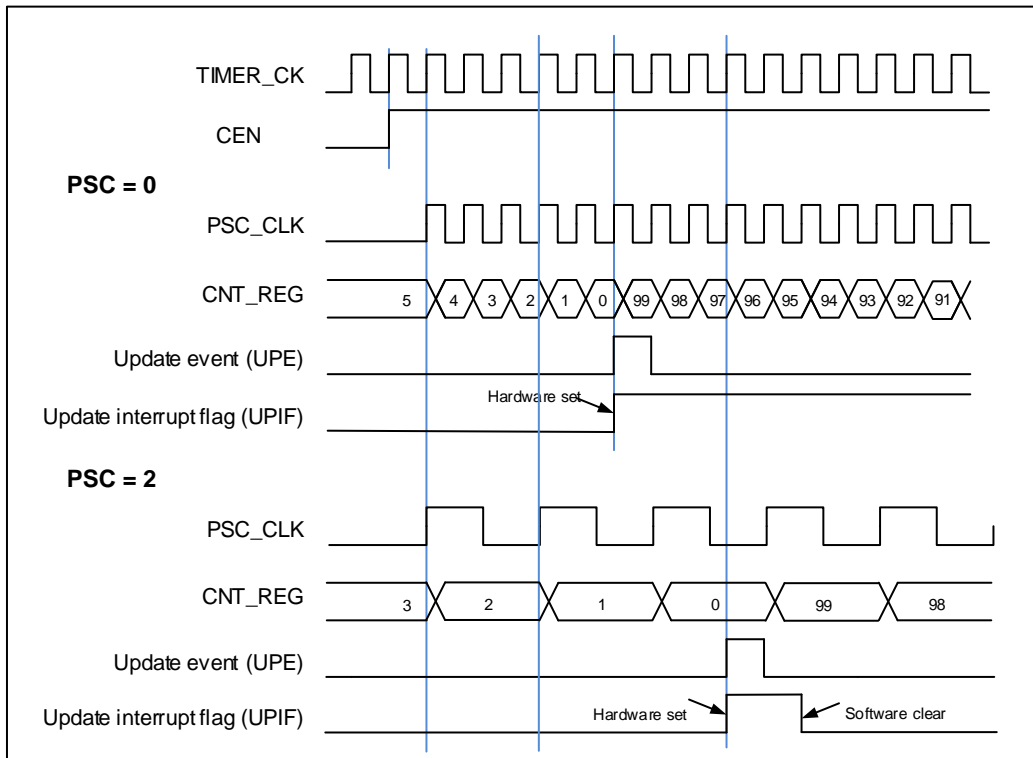 TIMER_CK
CEN
PSC = 0
PSC_CLK
CNT_REG 5 4 3 2 1 0 99 98 97 96 95 94 93 92 91
Update event (UPE)
Hardware set
Update interrupt flag (UPIF)
PSC = 2
PSC_CLK
CNT_REG 3 2 1 0 99 98
Update event (UPE)
Update interrupt flag (UPIF) Hardware set Software clear